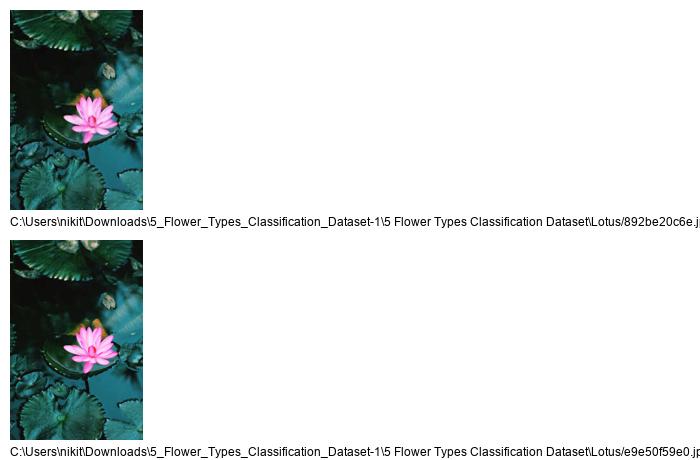 C:\Users\nikit\Downloads\5_Flower_Types_Classification_Dataset-1\5 Flower Types Classification Dataset\Lotus/892be20c6e.j
C:\Users\nikit\Downloads\5_Flower_Types_Classification_Dataset-1\5 Flower Types Classification Dataset\Lotus/e9e50f59e0.jp